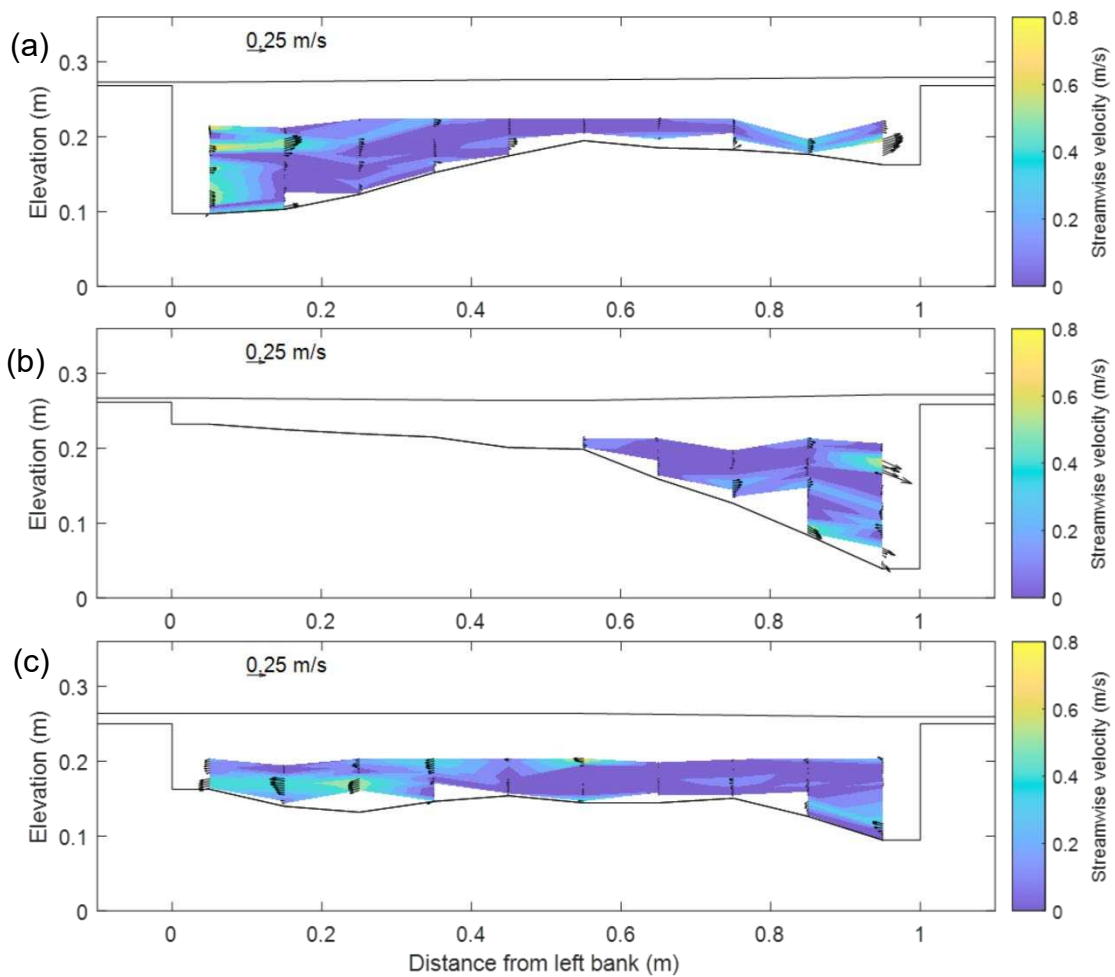 (a)
0.25 m/s
Elevation (m)
0.3
0.2
0.1
0
0 0.2 0.4 0.6 0.8 1
0.8
0.6
0.4
0.2
0
Streamwise velocity (m/s)
(b)
0.25 m/s
Elevation (m)
0.3
0.2
0.1
0
0 0.2 0.4 0.6 0.8 1
0.8
0.6
0.4
0.2
0
Streamwise velocity (m/s)
(c)
0.25 m/s
Elevation (m)
0.3
0.2
0.1
0
0 0.2 0.4 0.6 0.8 1
Distance from left bank (m)
0.8
0.6
0.4
0.2
0
Streamwise velocity (m/s)